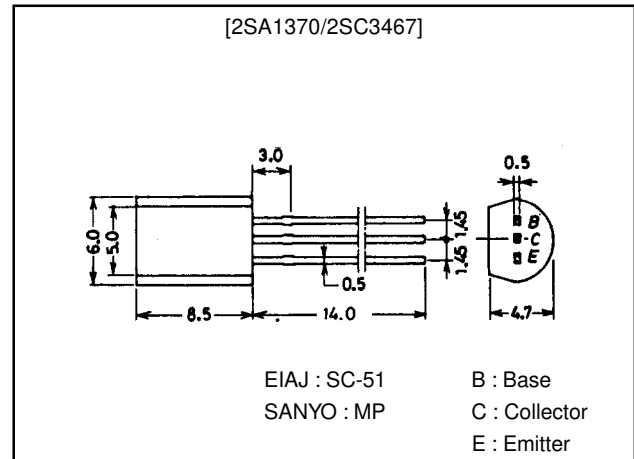 [2SA1370/2SC3467]
3.0
0.5
6.0
5.0
1.45
1.45
B
C
E
0.5
8.5
14.0
4.7
EIAJ : SC-51
B : Base
SANYO : MP
C : Collector
E : Emitter